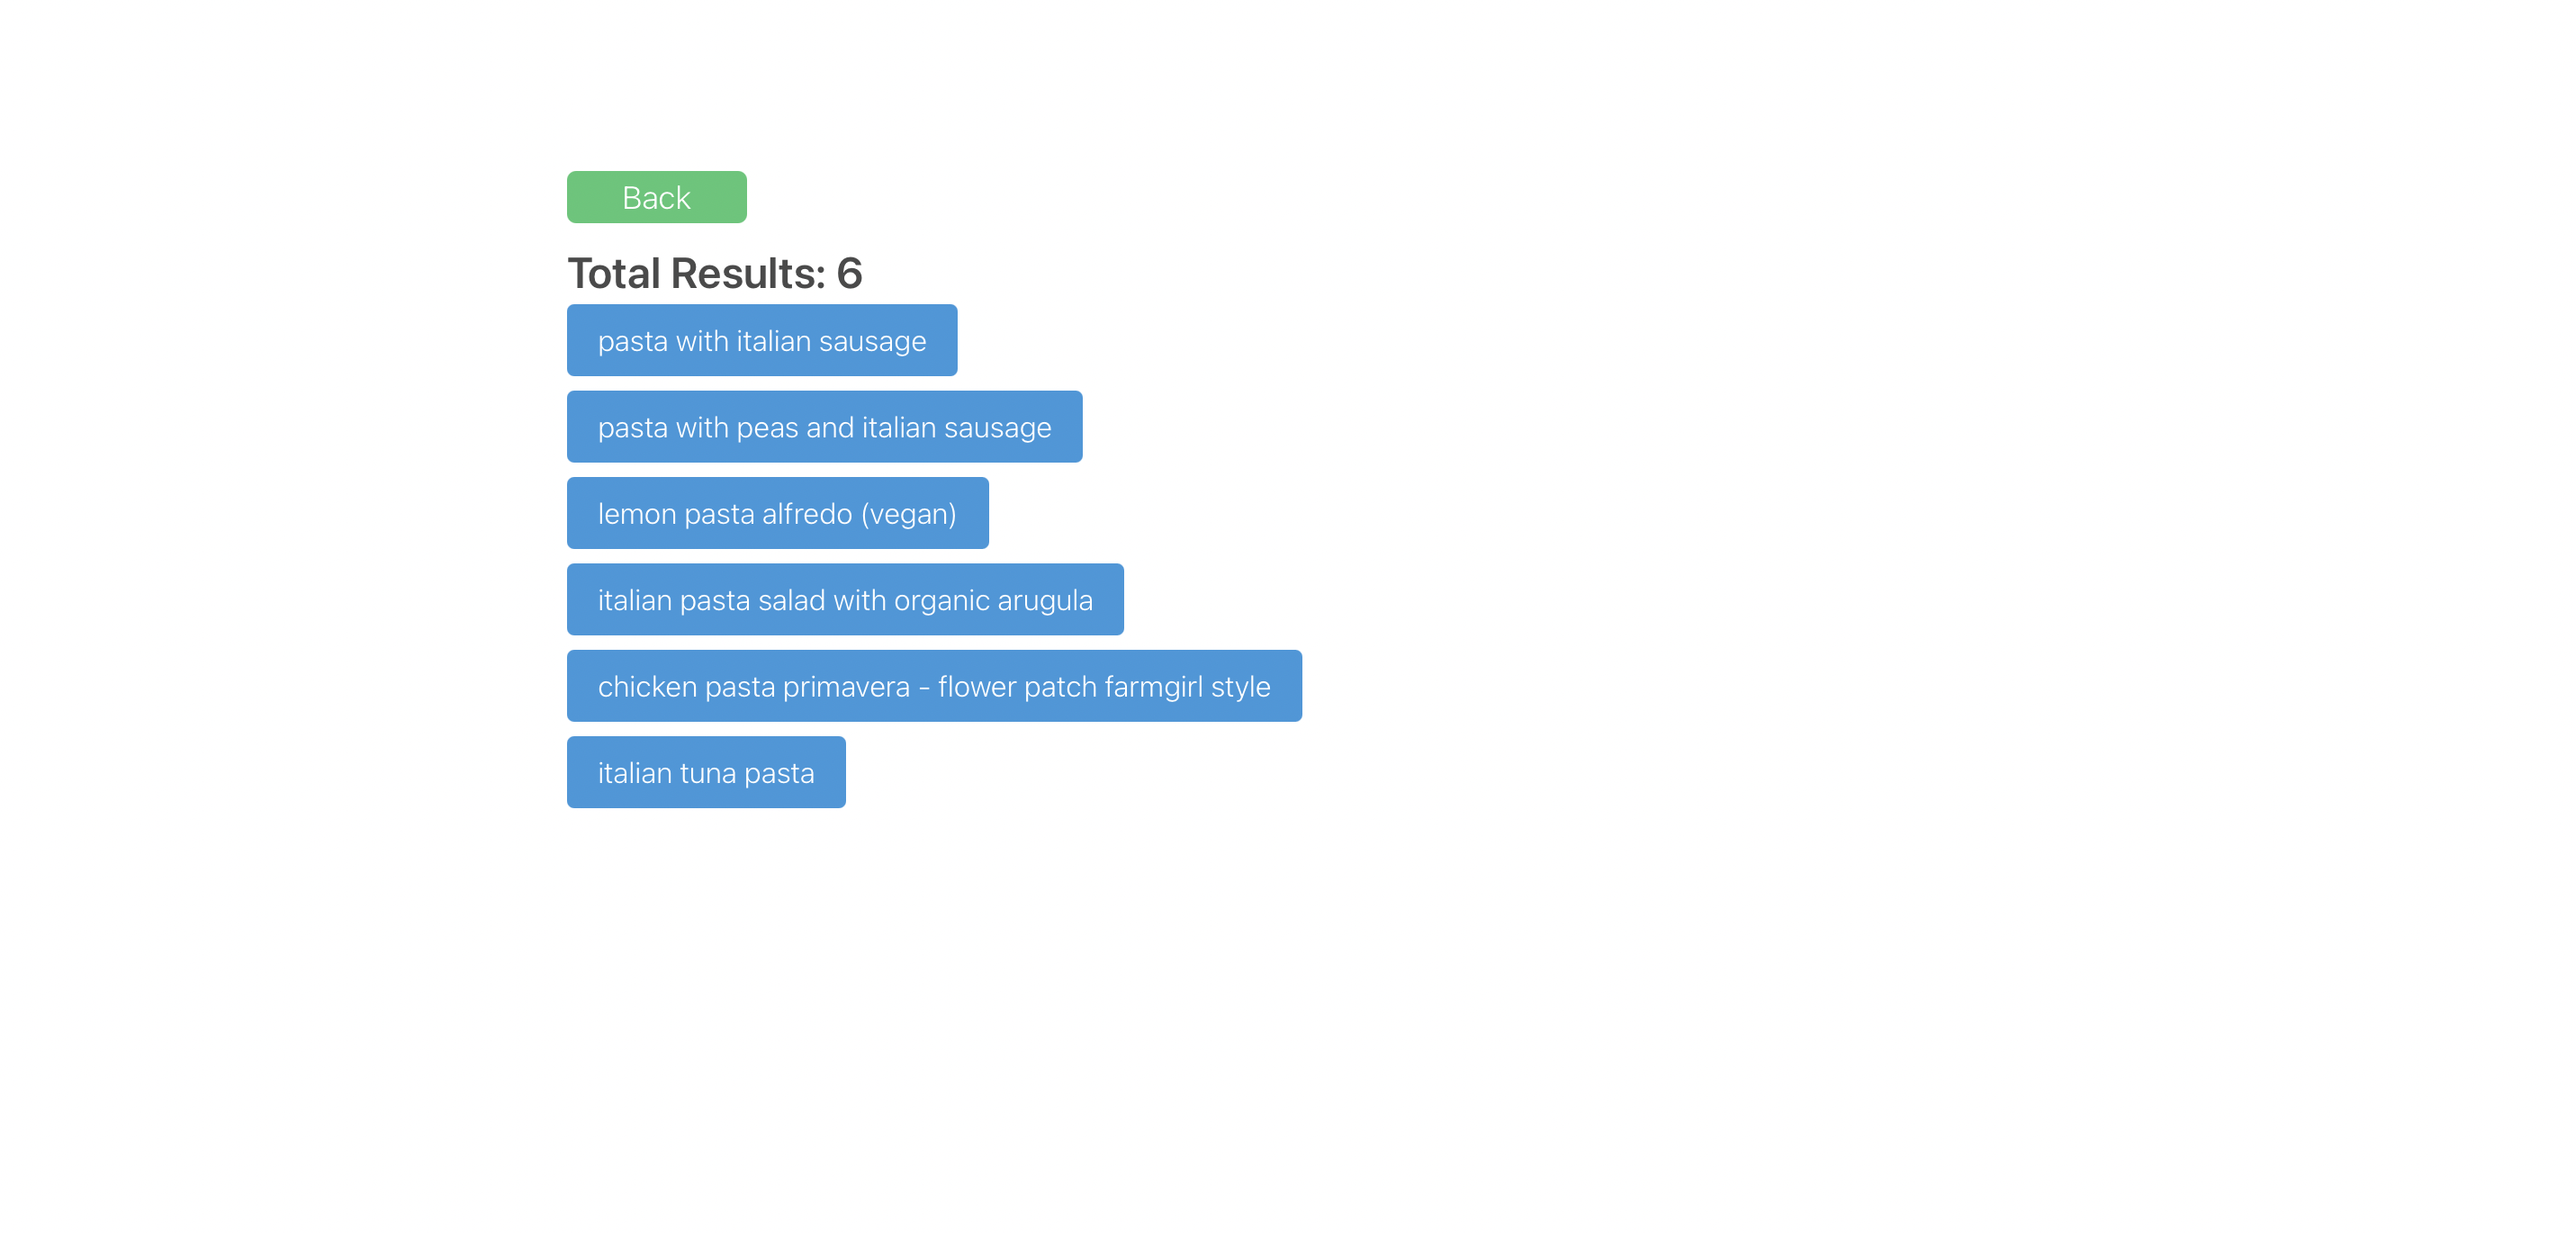 Back
Total Results: 6
pasta with italian sausage
pasta with peas and italian sausage
lemon pasta alfredo (vegan)
italian pasta salad with organic arugula
chicken pasta primavera - flower patch farmgirl style
italian tuna pasta